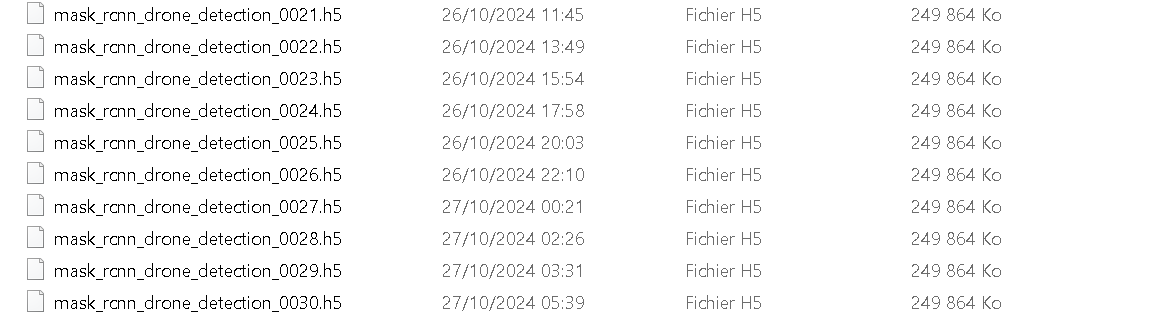 mask_rcnn_drone_detection_0021.h5 26/10/2024 11:45 Fichier H5 249 864 Ko
mask_rcnn_drone_detection_0022.h5 26/10/2024 13:49 Fichier H5 249 864 Ko
mask_rcnn_drone_detection_0023.h5 26/10/2024 15:54 Fichier H5 249 864 Ko
mask_rcnn_drone_detection_0024.h5 26/10/2024 17:58 Fichier H5 249 864 Ko
mask_rcnn_drone_detection_0025.h5 26/10/2024 20:03 Fichier H5 249 864 Ko
mask_rcnn_drone_detection_0026.h5 26/10/2024 22:10 Fichier H5 249 864 Ko
mask_rcnn_drone_detection_0027.h5 27/10/2024 00:21 Fichier H5 249 864 Ko
mask_rcnn_drone_detection_0028.h5 27/10/2024 02:26 Fichier H5 249 864 Ko
mask_rcnn_drone_detection_0029.h5 27/10/2024 03:31 Fichier H5 249 864 Ko
mask_rcnn_drone_detection_0030.h5 27/10/2024 05:39 Fichier H5 249 864 Ko